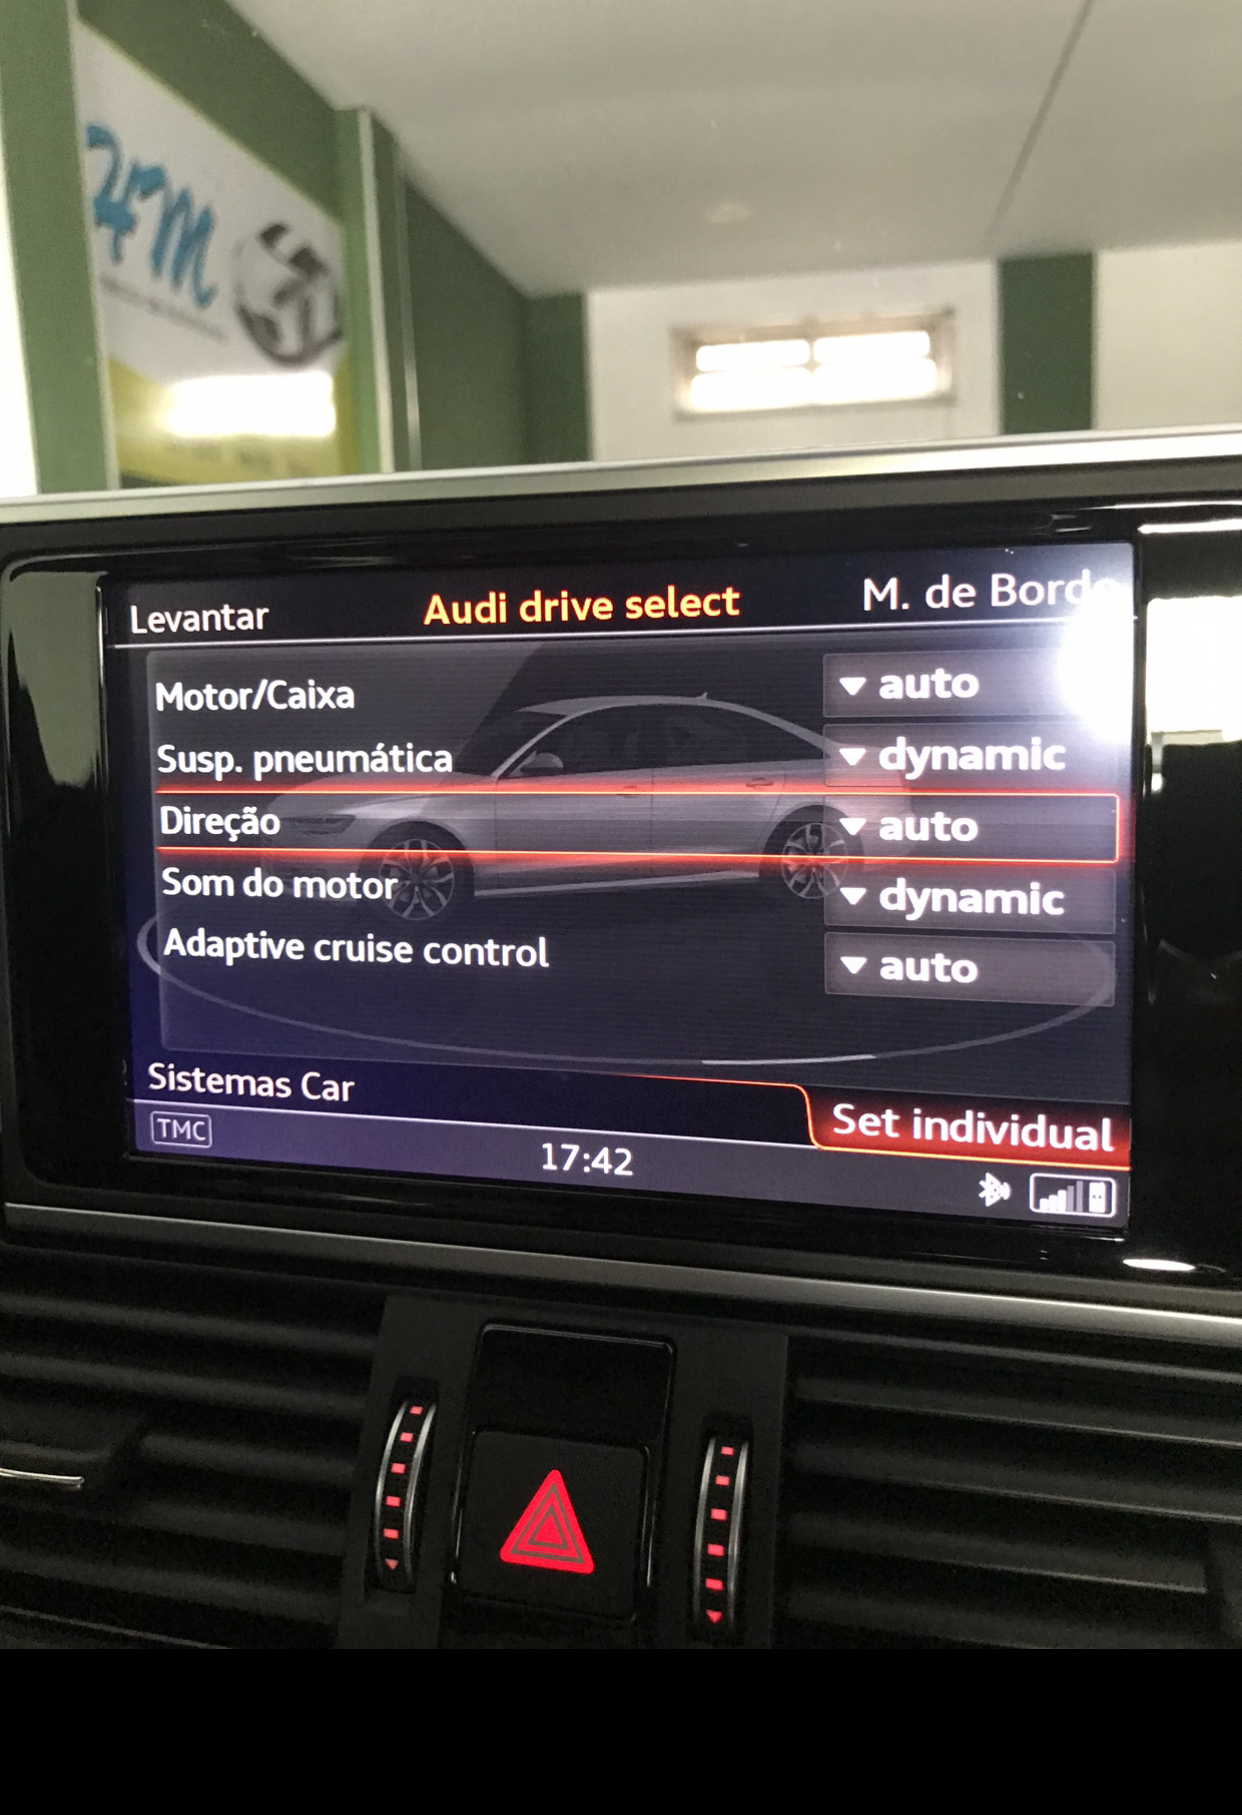 HM
Levantar
Audi drive select
M. de Bordo
Motor/Caixa
auto
Susp. pneumática
dynamic
Direção
auto
Som do motor
dynamic
Adaptive cruise control
auto
Sistemas Car
Set individual
TMC
17:42